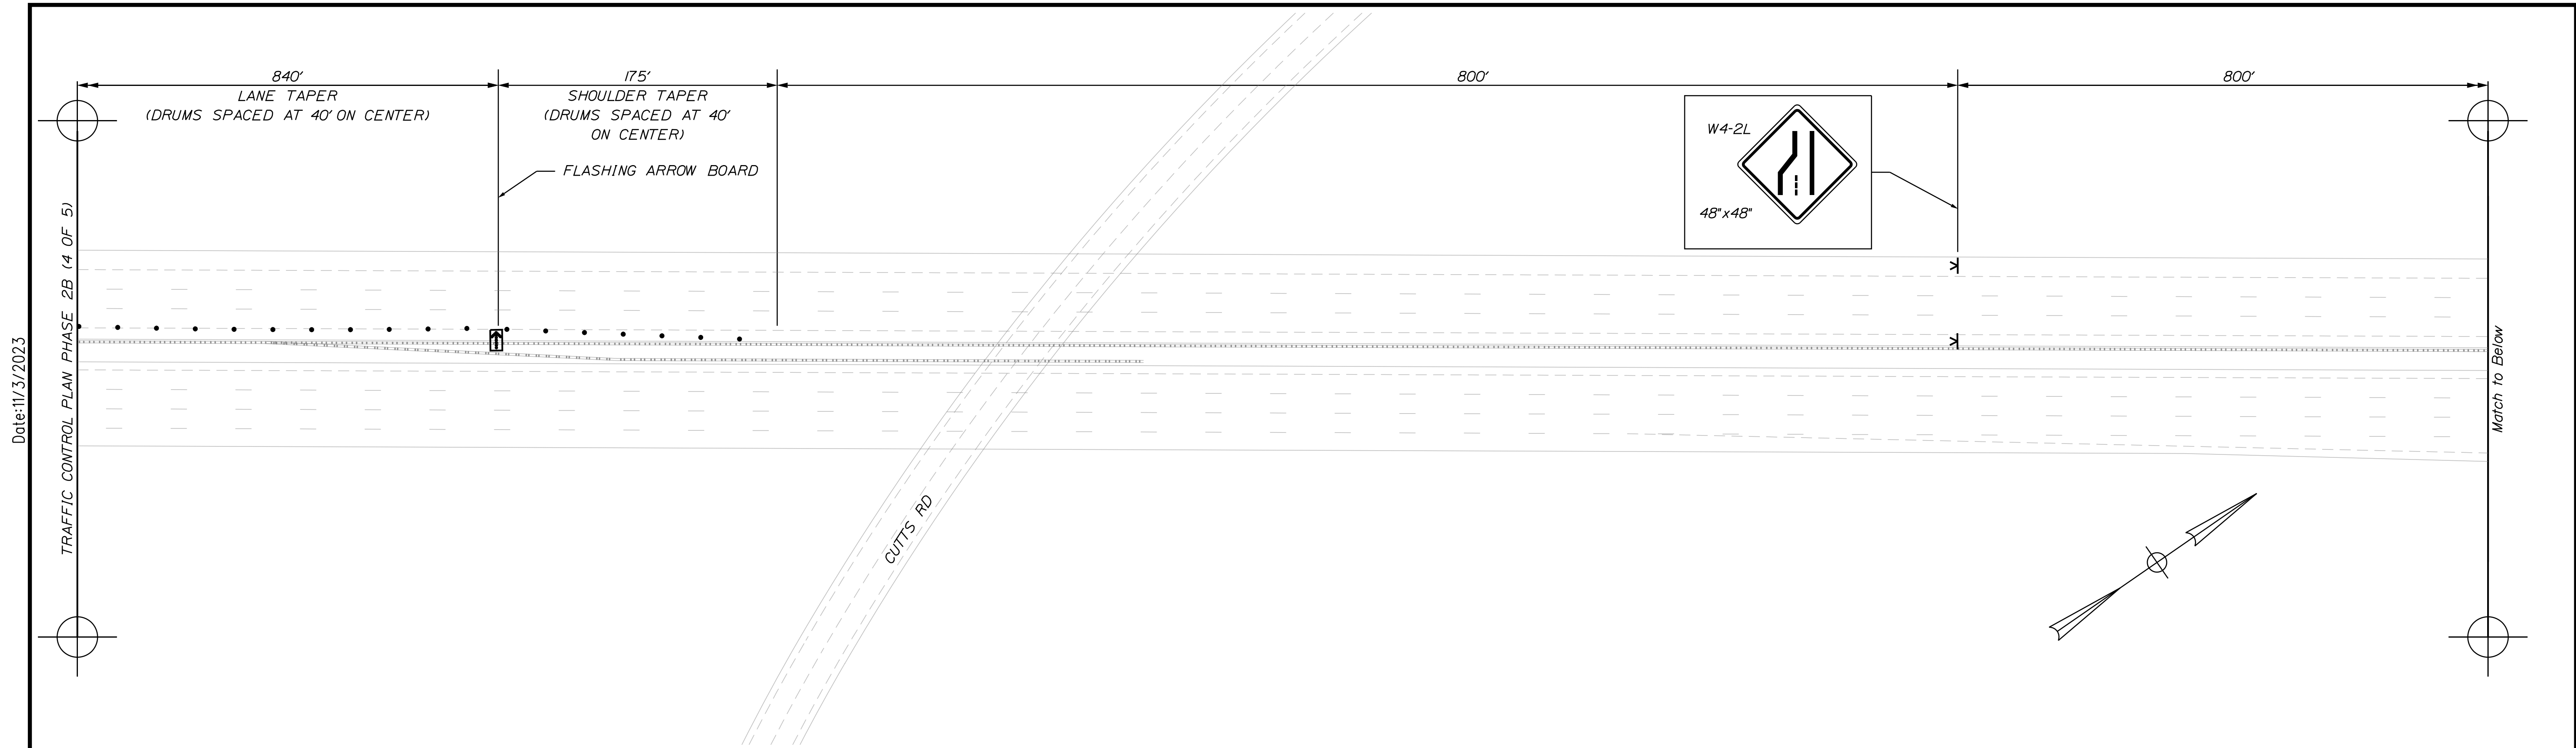 840'
175'
800'
800'
LANE TAPER
(DRUMS SPACED AT 40' ON CENTER)
SHOULDER TAPER
(DRUMS SPACED AT 40'
ON CENTER)
FLASHING ARROW BOARD
W4-2L
48"x48"
TRAFFIC CONTROL PLAN PHASE 2B (4 OF 5)
Date:11/3/2023
Match to Below
CUTTS RD